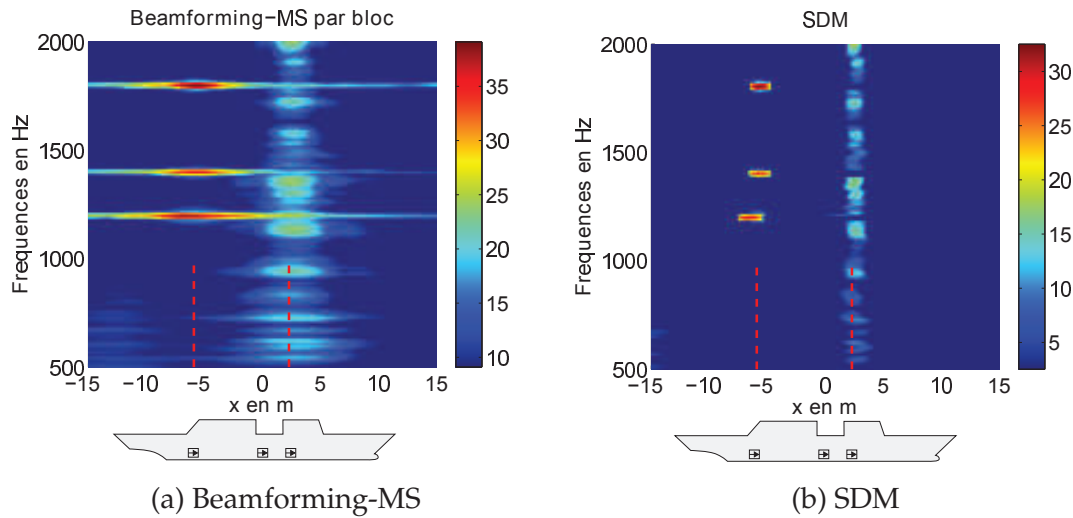 Beamforming−MS par bloc
2000
1500
1000
500
Frequences en Hz
−15 −10 −5 0 5 10 15
x en m
35
30
25
20
15
10
(a) Beamforming-MS
SDM
2000
1500
1000
500
Frequences en Hz
−15 −10 −5 0 5 10 15
x en m
30
25
20
15
10
5
(b) SDM